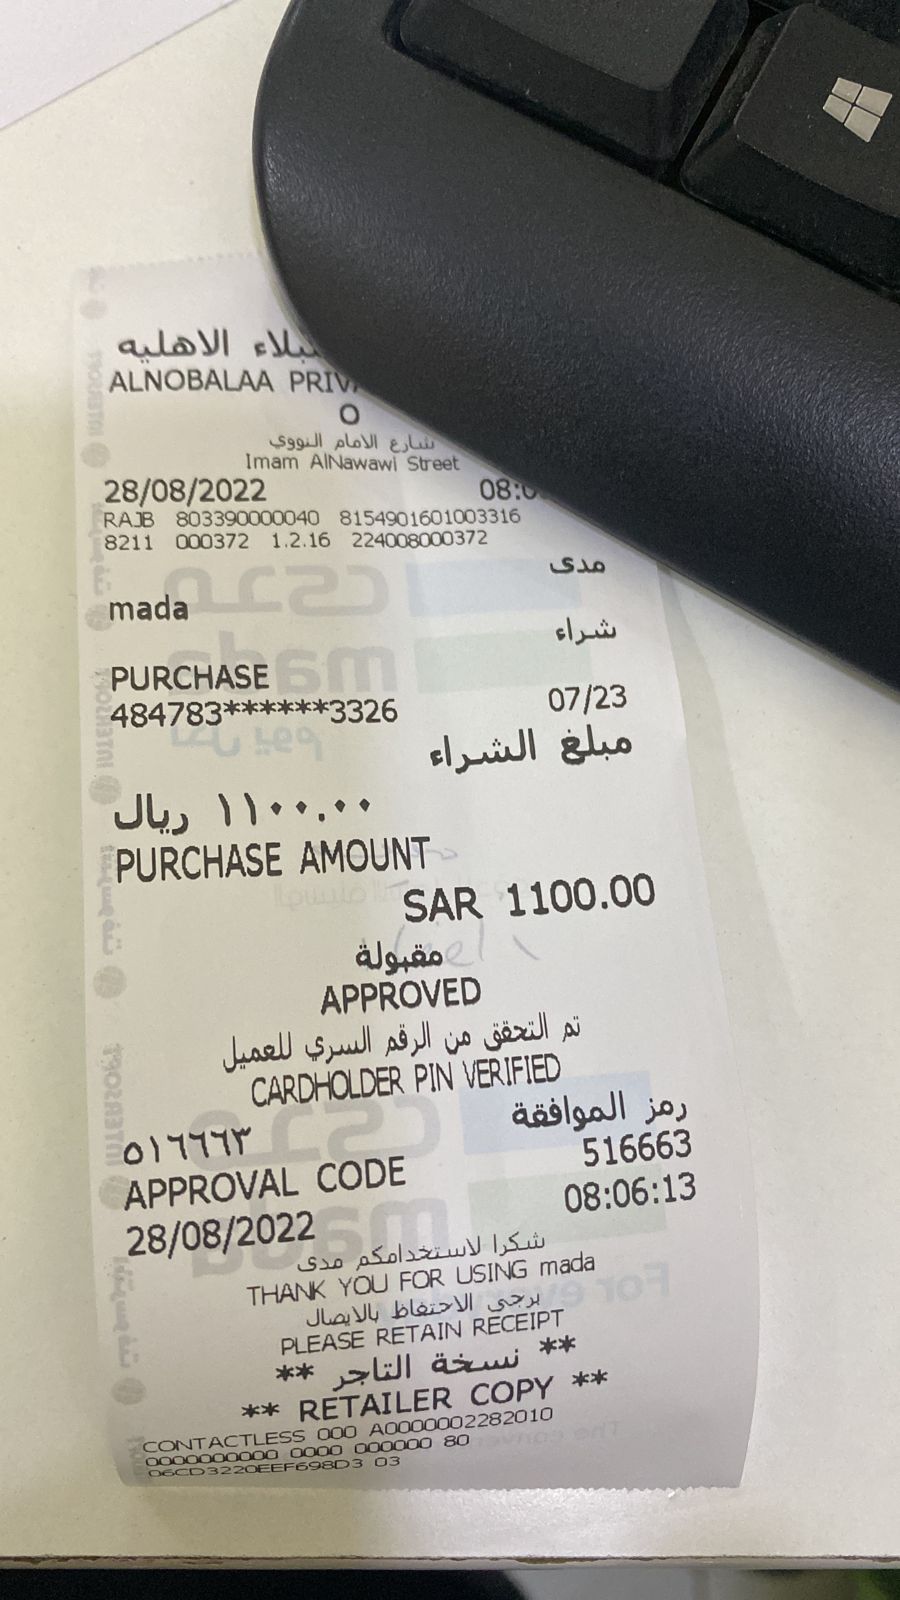 الاهليه
ALNOBALAA
O
شارع الامام النووي
Imam AlNawawi Street
28/08/2022
RAJB 803390000040 8154901601003316
8211 000372 1.2.16 224008000372
مدى
mada
شراء
PURCHASE
484783******3326 07/23
مبلغ الشراء
١١٠٠.٠٠ ريال
PURCHASE AMOUNT
SAR 1100.00
مقبولة
APPROVED
تم التحقق من الرقم السري للعميل
CARDHOLDER PIN VERIFIED
رمز الموافقة
٥١٦٦٦٣
516663
APPROVAL CODE
28/08/2022 08:06:13
شكرا لاستخدامكم مدى
THANK YOU FOR USING mada
يرجى الاحتفاظ بالايصال
PLEASE RETAIN RECEIPT
** نسخة التاجر **
** RETAILER COPY **
CONTACTLESS 000 A0000002282010
0000000000 0000 000000 80
06CD3220EEF698D3 03